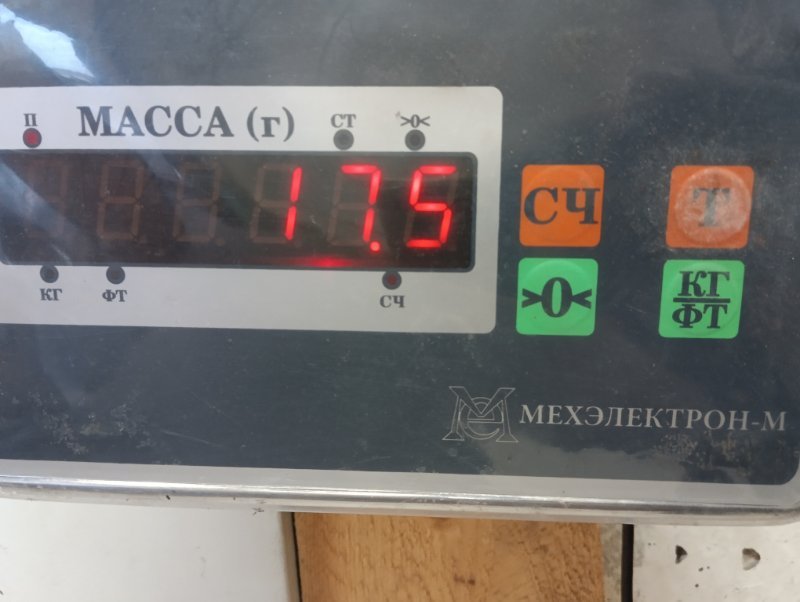 П МАССА (г) СТ >0<
17.5
КГ ФТ СЧ
СЧ Т
>0< КГ
ФТ
МЕХЭЛЕКТРОН-М